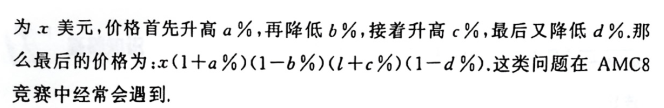 为 x 美元,价格首先升高 a%,再降低 b%,接着升高 c%,最后又降低 d%.那
么最后的价格为:x(1+a%)(1-b%)(l+c%)(1-d%).这类问题在 AMC8
竞赛中经常会遇到.